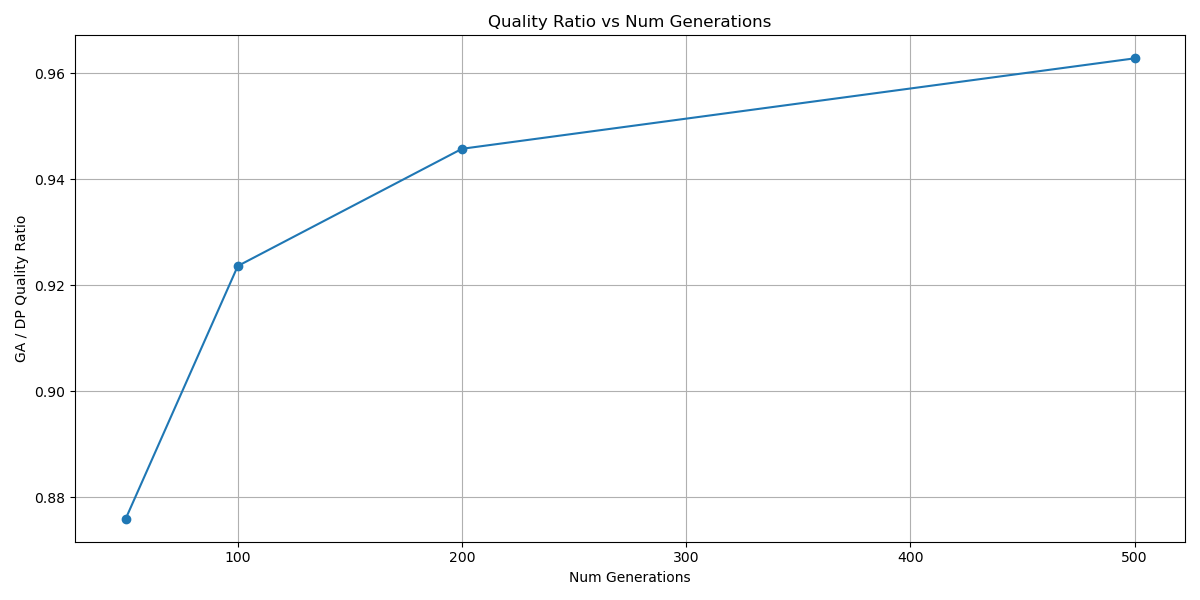 Quality Ratio vs Num Generations
GA / DP Quality Ratio
0.96
0.94
0.92
0.90
0.88
100 200 300 400 500
Num Generations